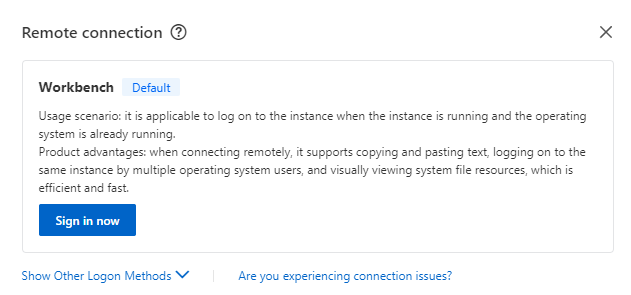 Remote connection
Workbench Default
Usage scenario: it is applicable to log on to the instance when the instance is running and the operating
system is already running.
Product advantages: when connecting remotely, it supports copying and pasting text, logging on to the
same instance by multiple operating system users, and visually viewing system file resources, which is
efficient and fast.
Sign in now
Show Other Logon Methods Are you experiencing connection issues?